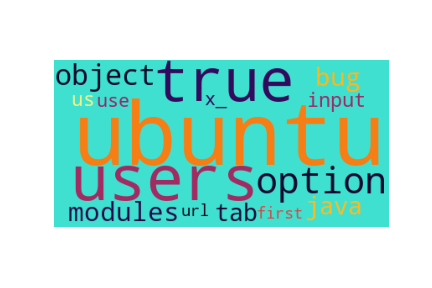 object true bug
us use x_ input
ubuntu
users option
modules url tab first java